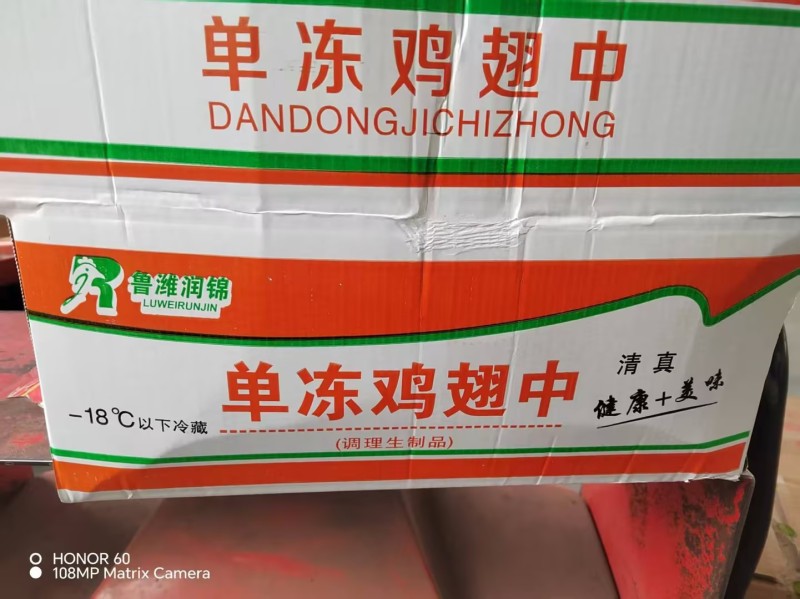 单冻鸡翅中
DANDONGJICHIZHONG
鲁潍润锦
LUWEIRUNJIN
单冻鸡翅中
清真
健康+美味
-18℃以下冷藏
(调理生制品)
HONOR 60
108MP Matrix Camera